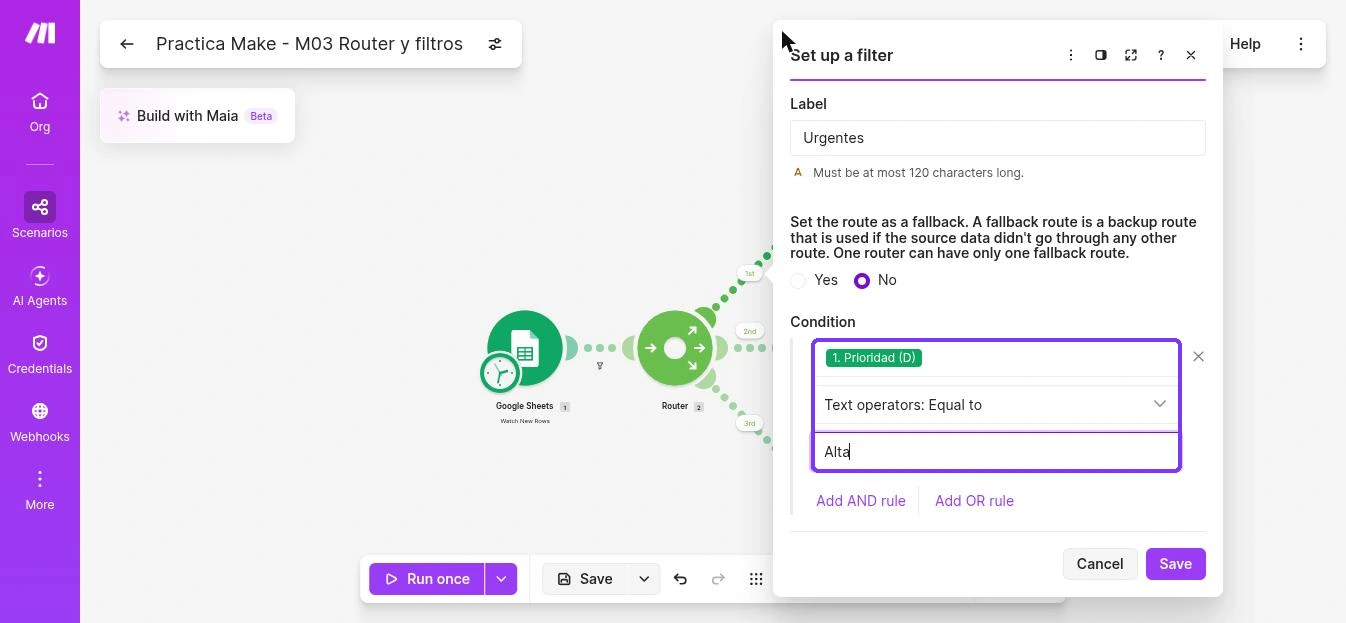 Practica Make - M03 Router y filtros
Build with Maia Beta
Org
Scenarios
AI Agents
Credentials
Webhooks
More
1st
2nd
3rd
Google Sheets 1
Watch New Rows
Router 2
Run once
Save
Help
Set up a filter
?
Label
Urgentes
A Must be at most 120 characters long.
Set the route as a fallback. A fallback route is a backup route
that is used if the source data didn't go through any other
route. One router can have only one fallback route.
Yes No
Condition
1. Prioridad (D)
Text operators: Equal to
Alta
Add AND rule Add OR rule
Cancel Save